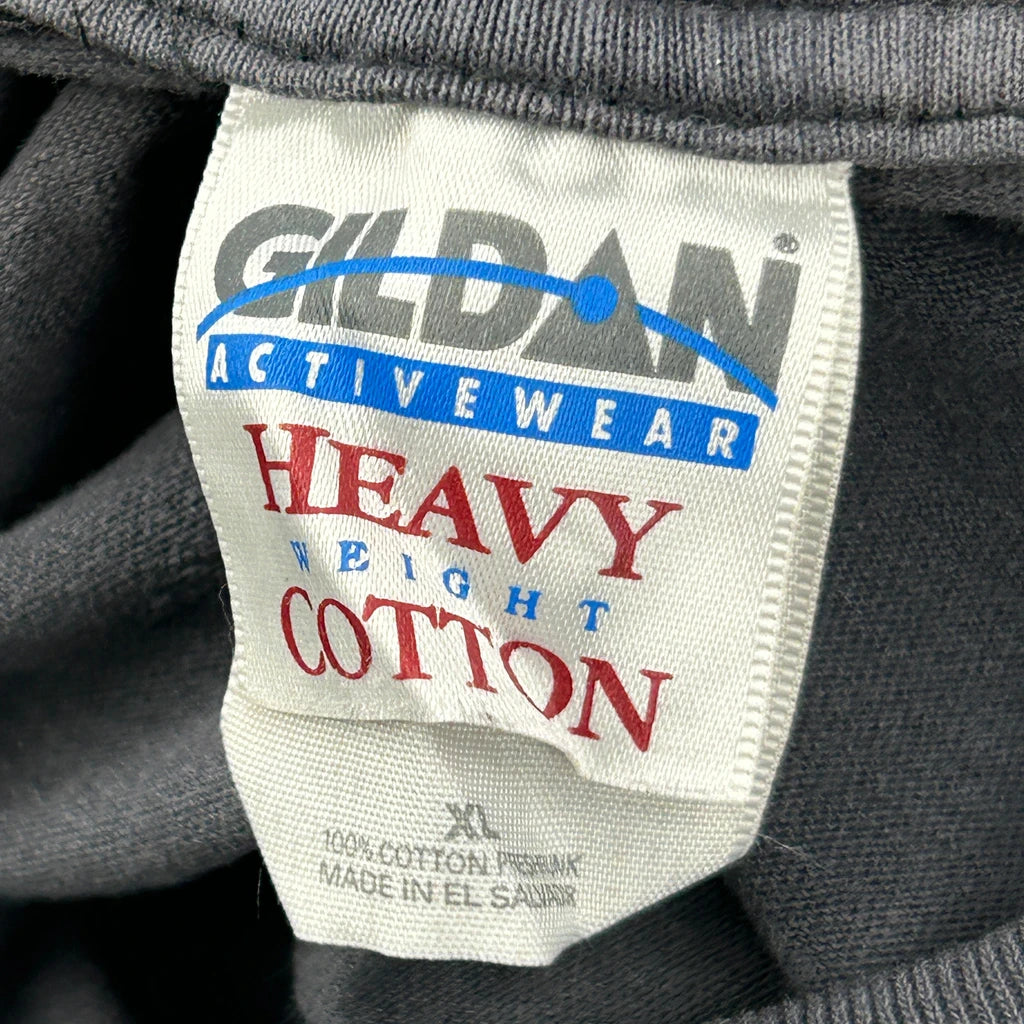 GILDAN®
ACTIVEWEAR
HEAVY
WEIGHT
COTTON
XL
100% COTTON PRESHRUNK
MADE IN EL SALVADOR